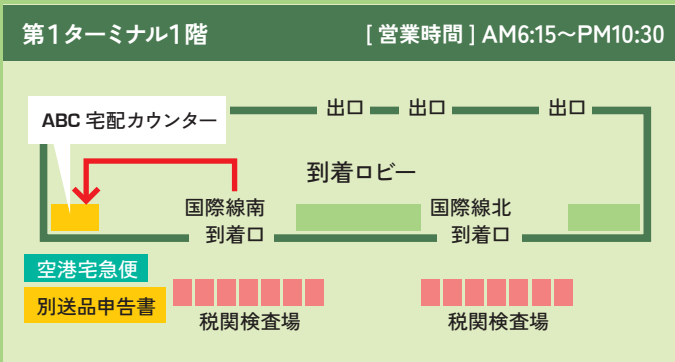 第1ターミナル1階
[ 営業時間 ] AM6:15〜PM10:30
ABC 宅配カウンター
出口
出口
出口
到着ロビー
国際線南
到着口
国際線北
到着口
空港宅急便
別送品申告書
税関検査場
税関検査場